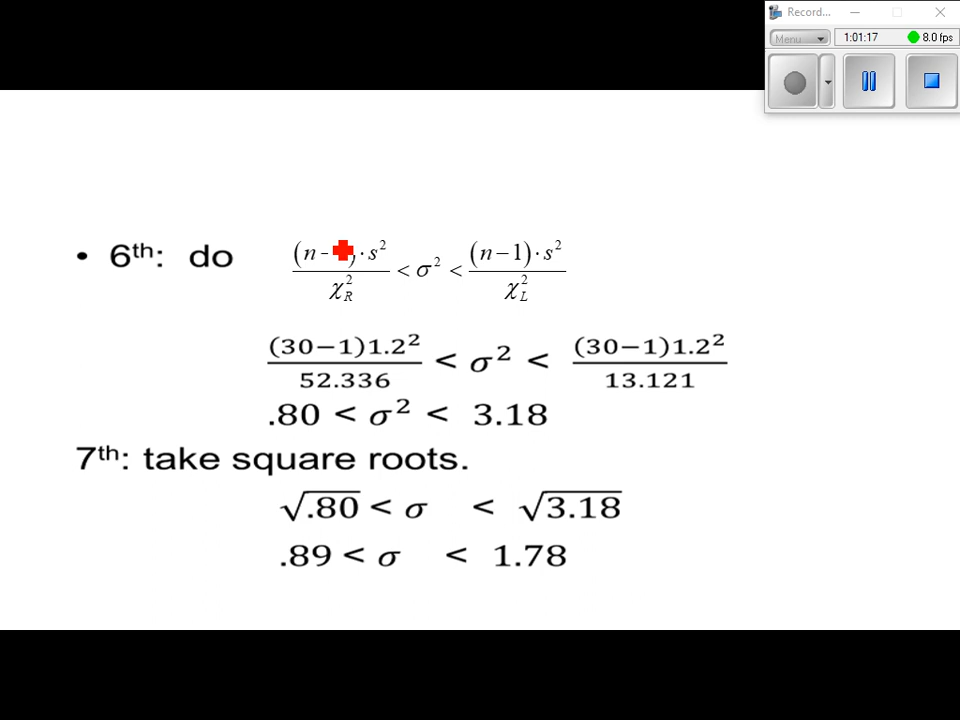 Record...
Menu 1:01:17 8.0 fps
• 6th: do (n - ) · s² / χ²R < σ² < (n − 1) · s² / χ²L
(30−1)1.2² / 52.336 < σ² < (30−1)1.2² / 13.121
.80 < σ² < 3.18
7th: take square roots.
√.80 < σ < √3.18
.89 < σ < 1.78